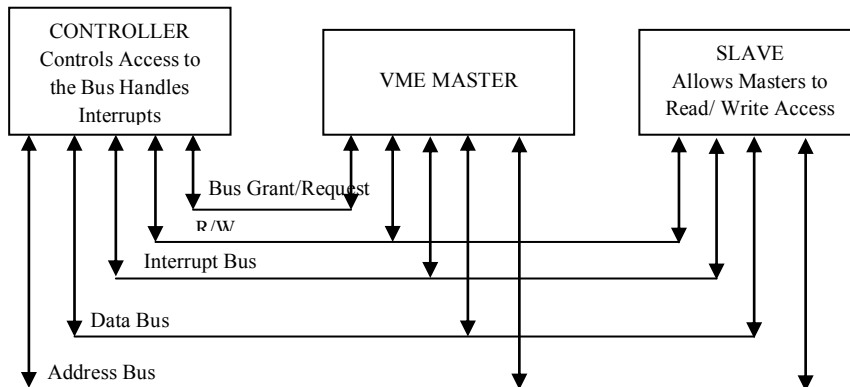 CONTROLLER
Controls Access to
the Bus Handles
Interrupts
VME MASTER
SLAVE
Allows Masters to
Read/ Write Access
Bus Grant/Request
R/W
Interrupt Bus
Data Bus
Address Bus